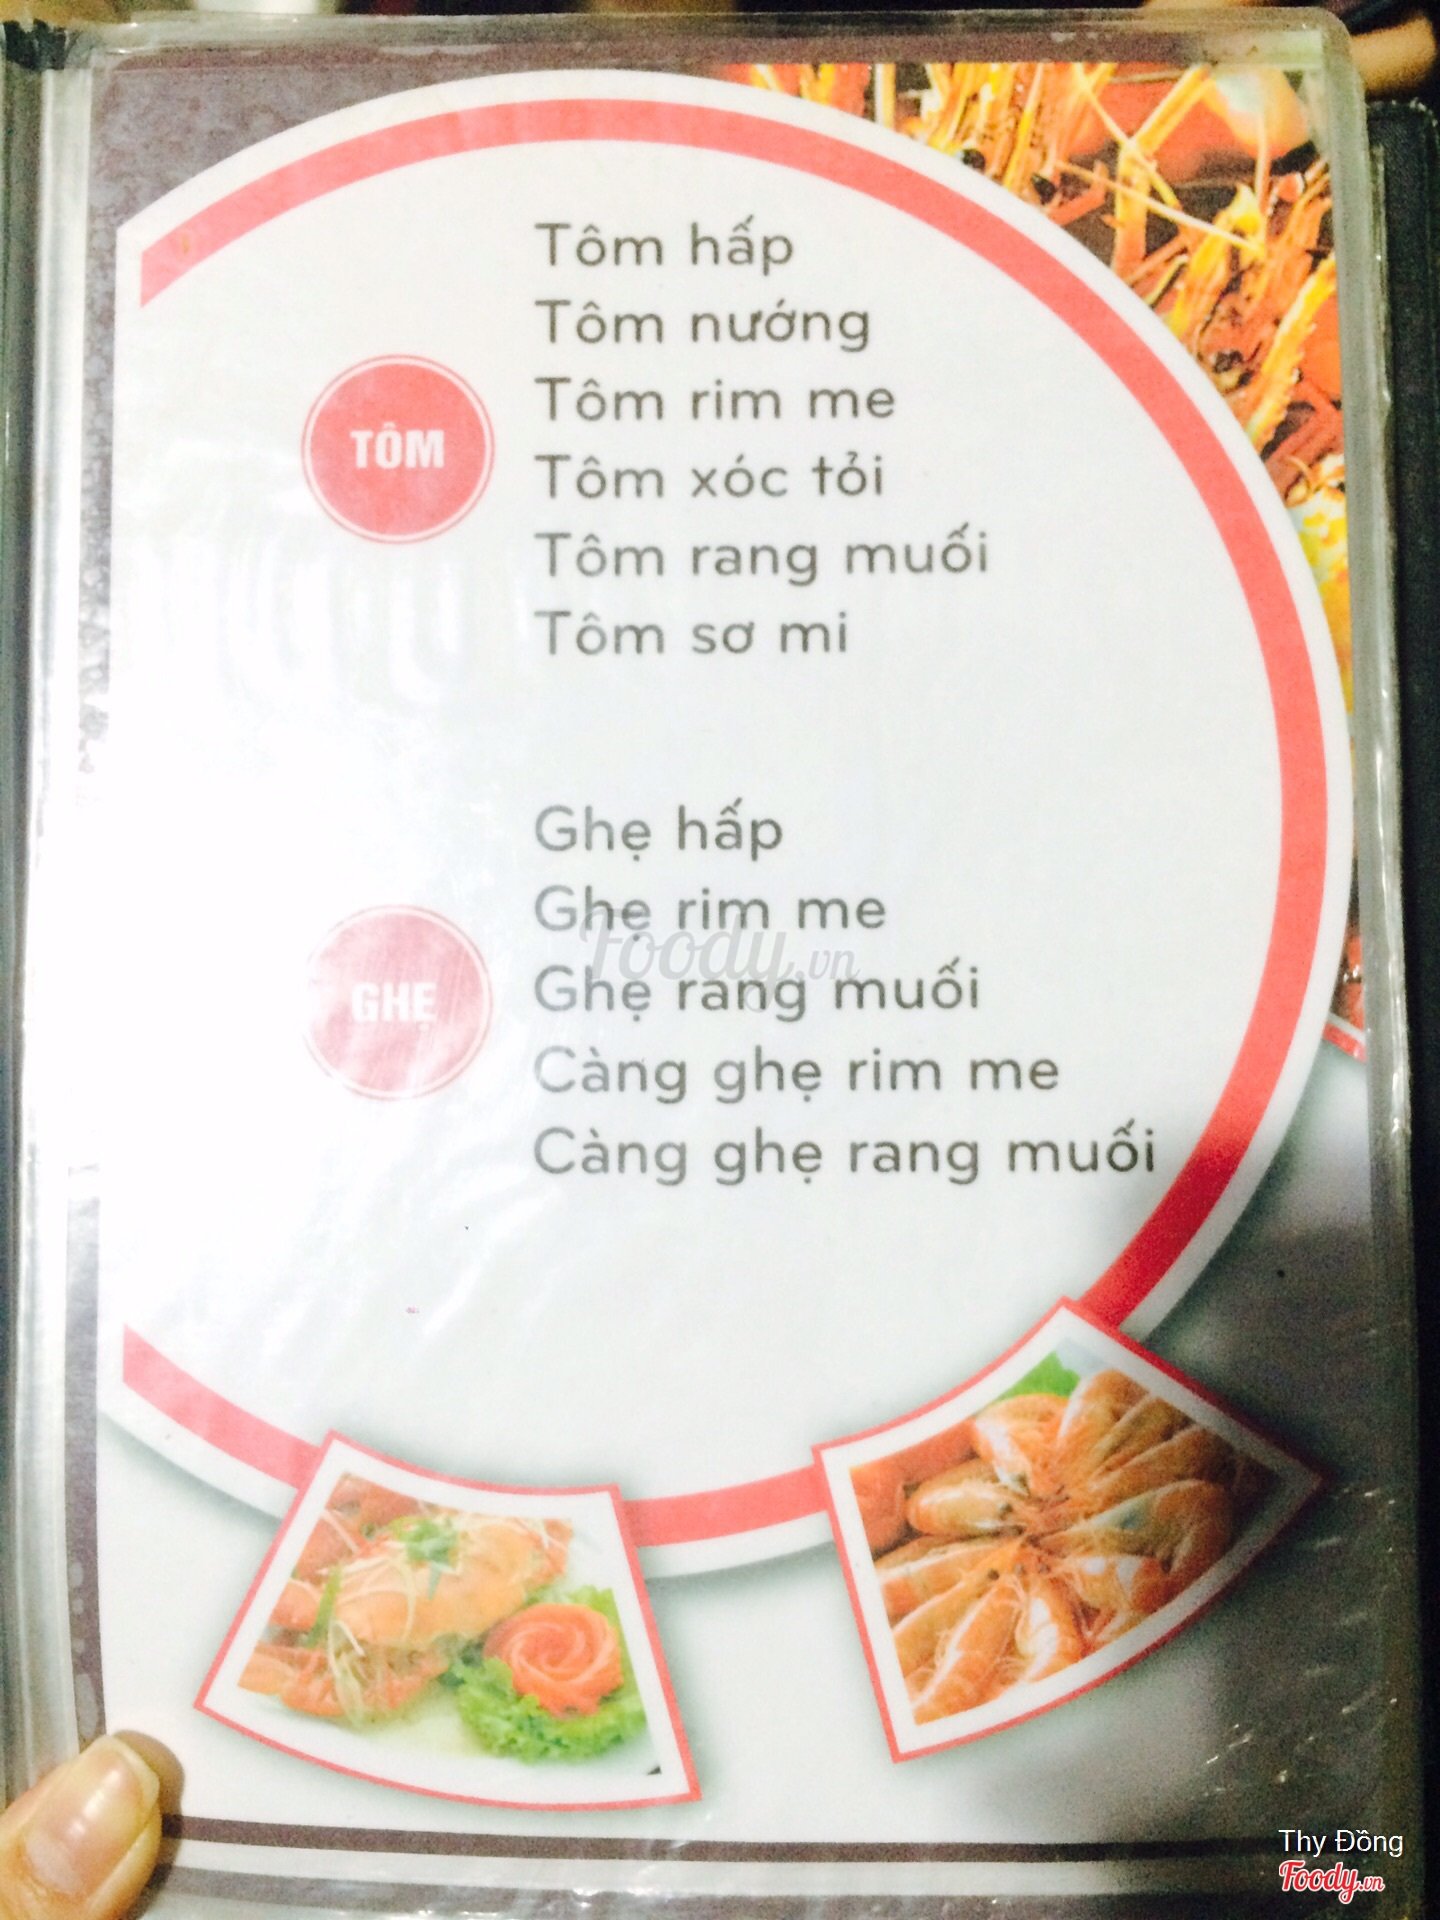 TÔM
Tôm hấp
Tôm nướng
Tôm rim me
Tôm xóc tỏi
Tôm rang muối
Tôm sơ mi
GHẸ
Ghẹ hấp
Ghẹ rim me
Ghẹ rang muối
Càng ghẹ rim me
Càng ghẹ rang muối
Foody.vn
Thy Đồng
Foody.vn